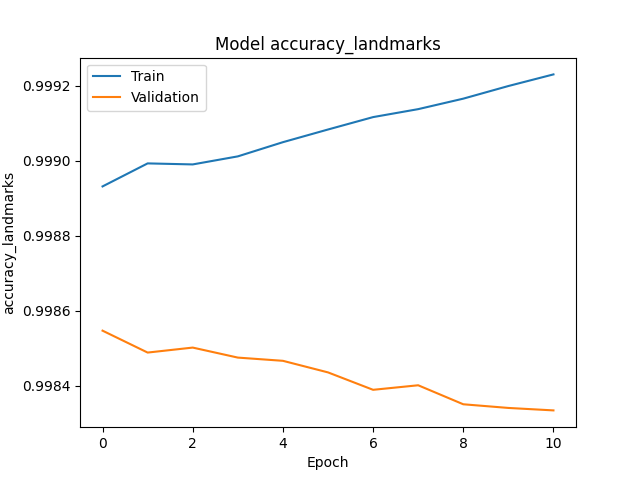 Model accuracy_landmarks
Train
Validation
0.9992
0.9990
0.9988
0.9986
0.9984
accuracy_landmarks
0 2 4 6 8 10
Epoch